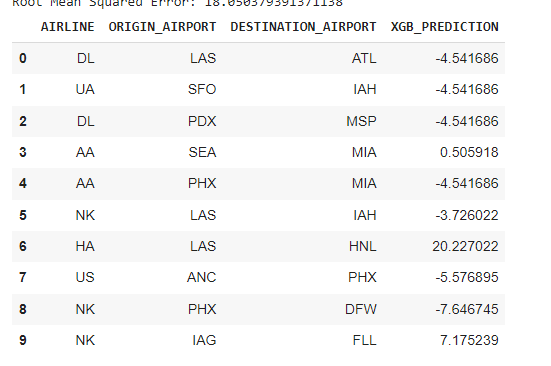 Root Mean Squared Error: 18.050379391371138
AIRLINE ORIGIN_AIRPORT DESTINATION_AIRPORT XGB_PREDICTION
0 DL LAS ATL -4.541686
1 UA SFO IAH -4.541686
2 DL PDX MSP -4.541686
3 AA SEA MIA 0.505918
4 AA PHX MIA -4.541686
5 NK LAS IAH -3.726022
6 HA LAS HNL 20.227022
7 US ANC PHX -5.576895
8 NK PHX DFW -7.646745
9 NK IAG FLL 7.175239